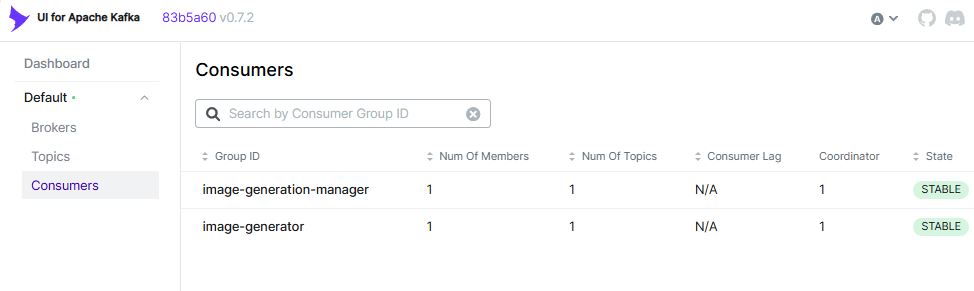 UI for Apache Kafka 83b5a60 v0.7.2 A
Dashboard
Default
Brokers
Topics
Consumers
Consumers
Search by Consumer Group ID
Group ID Num Of Members Num Of Topics Consumer Lag Coordinator State
image-generation-manager 1 1 N/A 1 STABLE
image-generator 1 1 N/A 1 STABLE